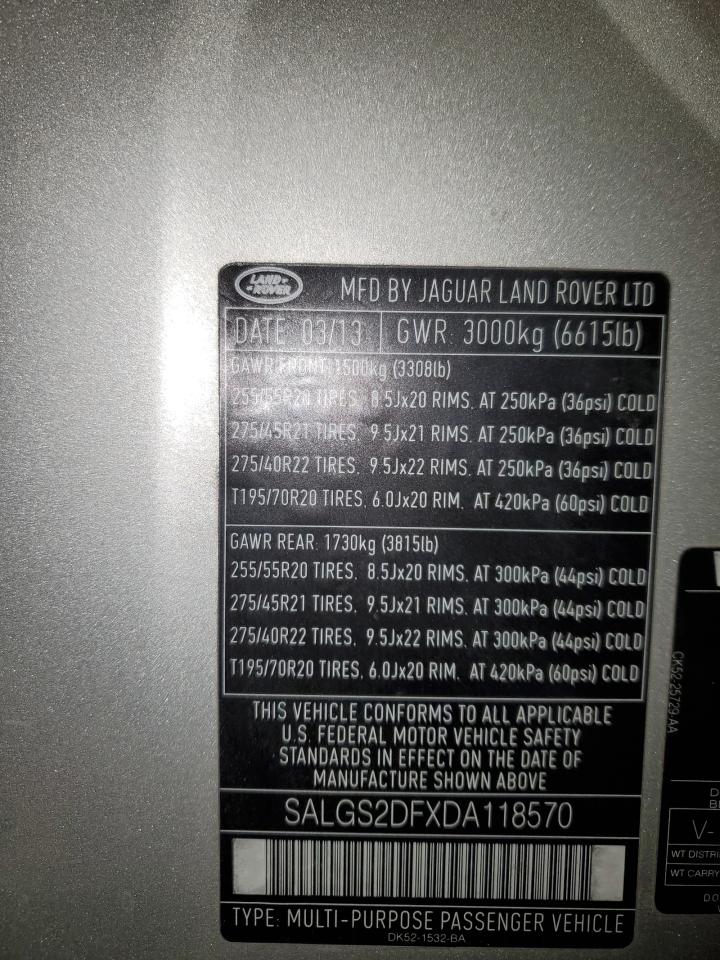 LAND-
-ROVER
MFD BY JAGUAR LAND ROVER LTD
DATE: 03/13 GWR: 3000kg (6615lb)
GAWR FRONT: 1500kg (3308lb)
255/55R20 TIRES, 8.5Jx20 RIMS, AT 250kPa (36psi) COLD
275/45R21 TIRES, 9.5Jx21 RIMS, AT 250kPa (36psi) COLD
275/40R22 TIRES, 9.5Jx22 RIMS, AT 250kPa (36psi) COLD
T195/70R20 TIRES, 6.0Jx20 RIM, AT 420kPa (60psi) COLD
GAWR REAR: 1730kg (3815lb)
255/55R20 TIRES, 8.5Jx20 RIMS, AT 300kPa (44psi) COLD
275/45R21 TIRES, 9.5Jx21 RIMS, AT 300kPa (44psi) COLD
275/40R22 TIRES, 9.5Jx22 RIMS, AT 300kPa (44psi) COLD
T195/70R20 TIRES, 6.0Jx20 RIM, AT 420kPa (60psi) COLD
THIS VEHICLE CONFORMS TO ALL APPLICABLE
U.S. FEDERAL MOTOR VEHICLE SAFETY
STANDARDS IN EFFECT ON THE DATE OF
MANUFACTURE SHOWN ABOVE
SALGS2DFXDA118570
TYPE: MULTI-PURPOSE PASSENGER VEHICLE
DK52-1532-BA
CK52-25729-AA
V-
WT DISTRI
WT CARRY